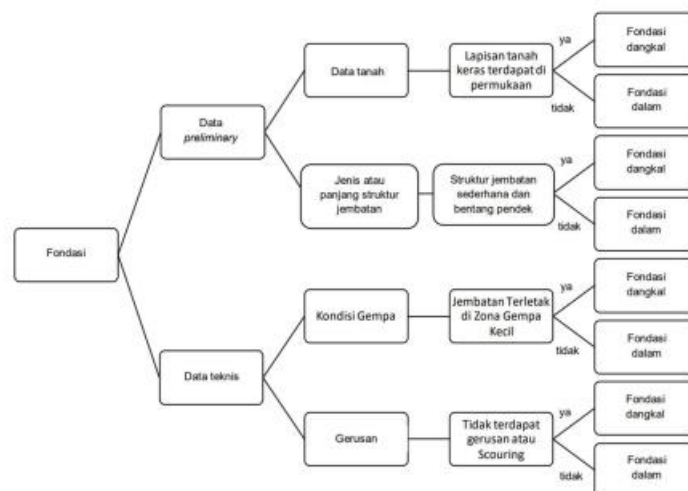 Fondasi
Data
preliminary
Data tanah
Lapisan tanah
keras terdapat di
permukaan
ya
Fondasi
dangkal
tidak
Fondasi
dalam
Jenis atau
panjang struktur
jembatan
Struktur jembatan
sederhana dan
bentang pendek
ya
Fondasi
dangkal
tidak
Fondasi
dalam
Data teknis
Kondisi Gempa
Jembatan Terletak
di Zona Gempa
Kecil
ya
Fondasi
dangkal
tidak
Fondasi
dalam
Gerusan
Tidak terdapat
gerusan atau
Scouring
ya
Fondasi
dangkal
tidak
Fondasi
dalam